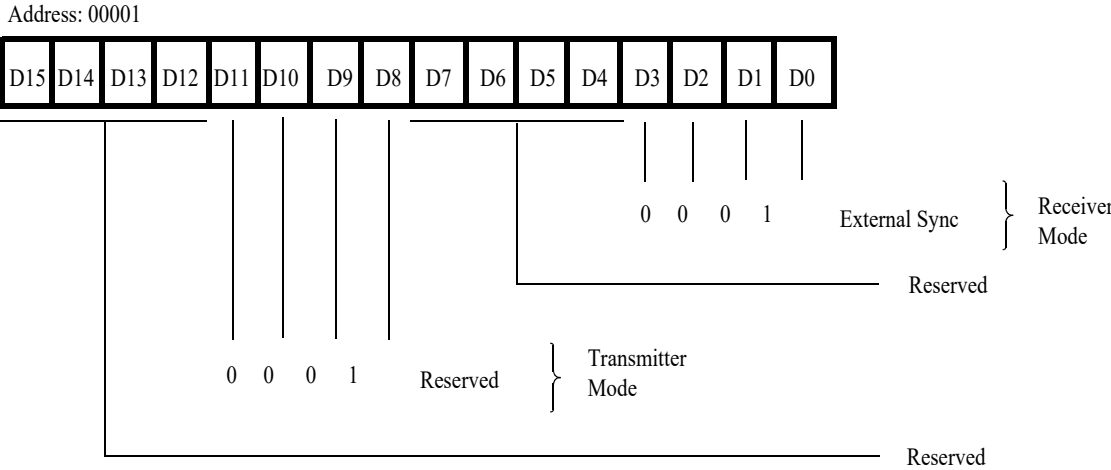 Address: 00001
D15 D14 D13 D12 D11 D10 D9 D8 D7 D6 D5 D4 D3 D2 D1 D0
0 0 0 1 External Sync
Receiver
Mode
Reserved
0 0 0 1 Reserved
Transmitter
Mode
Reserved